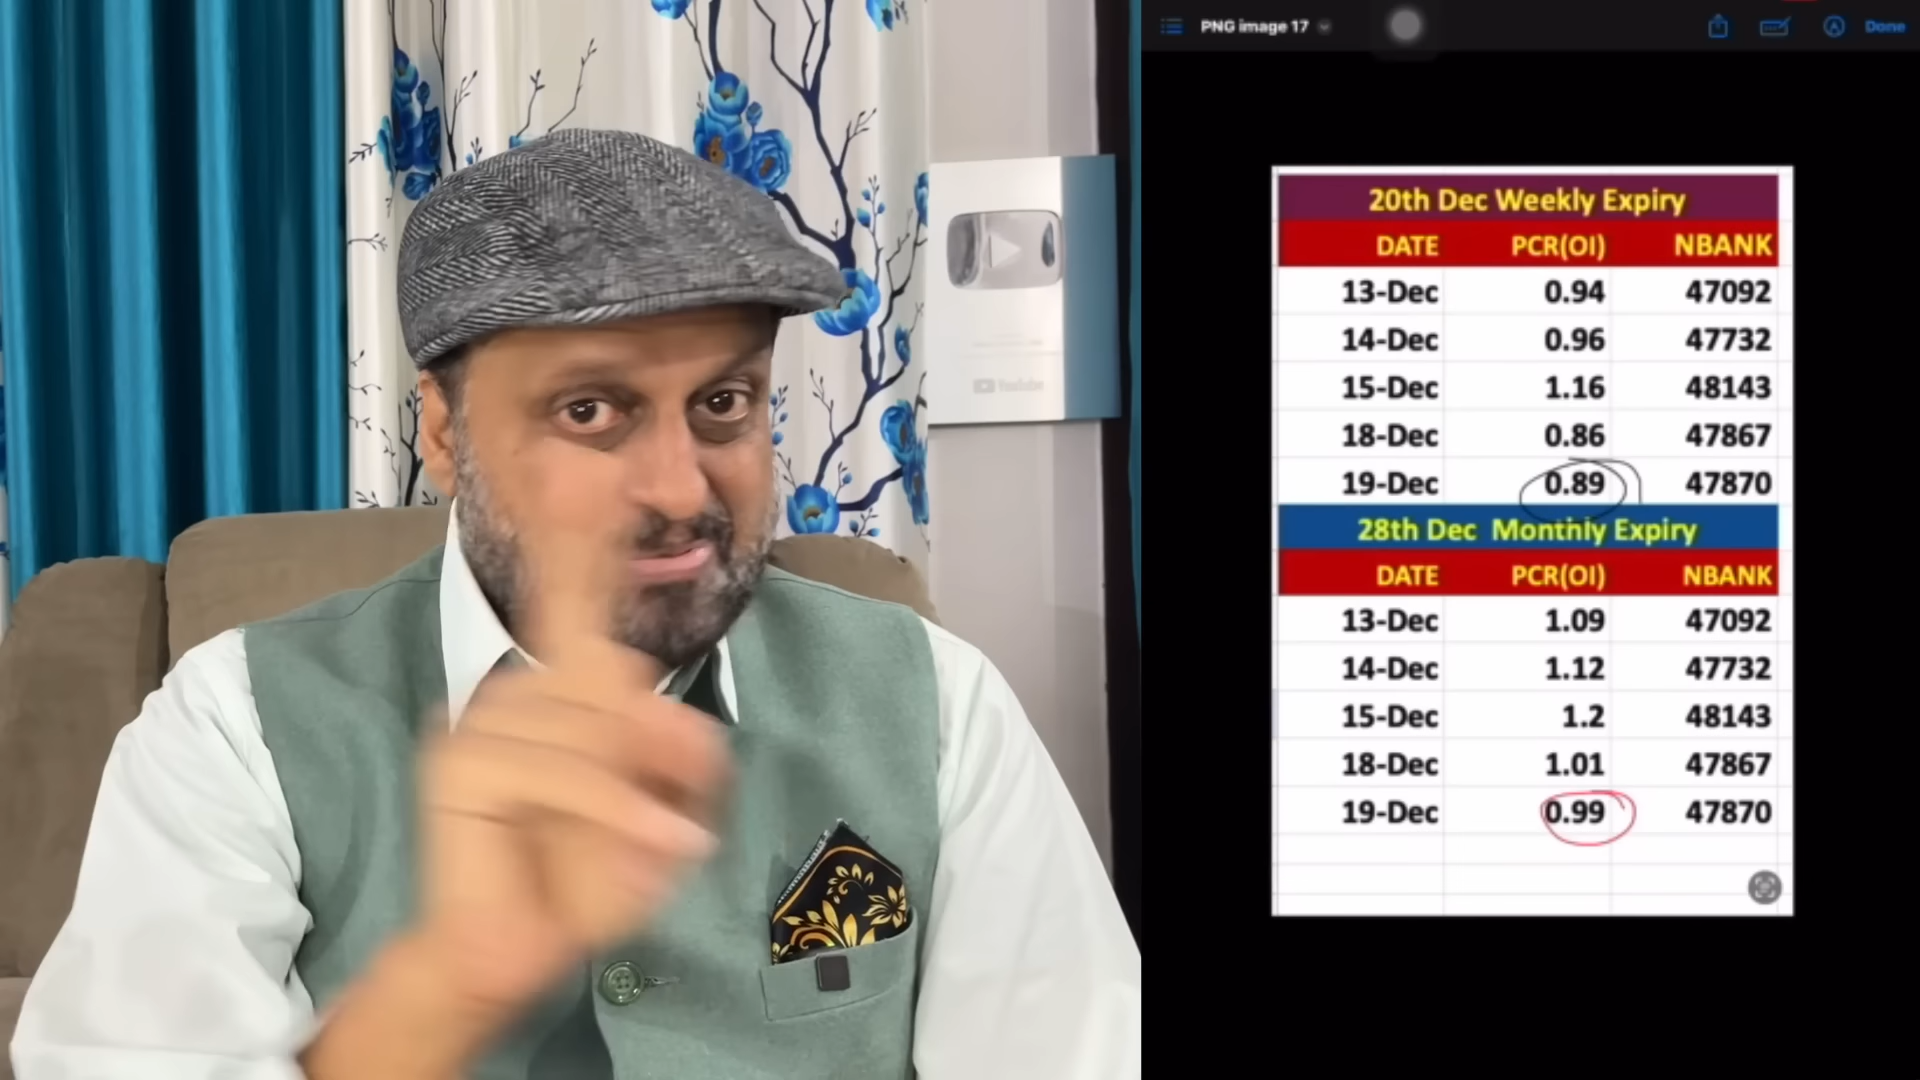 PNG image 17
Done
YouTube
20th Dec Weekly Expiry
DATE PCR(OI) NBANK
13-Dec 0.94 47092
14-Dec 0.96 47732
15-Dec 1.16 48143
18-Dec 0.86 47867
19-Dec 0.89 47870
28th Dec Monthly Expiry
DATE PCR(OI) NBANK
13-Dec 1.09 47092
14-Dec 1.12 47732
15-Dec 1.2 48143
18-Dec 1.01 47867
19-Dec 0.99 47870